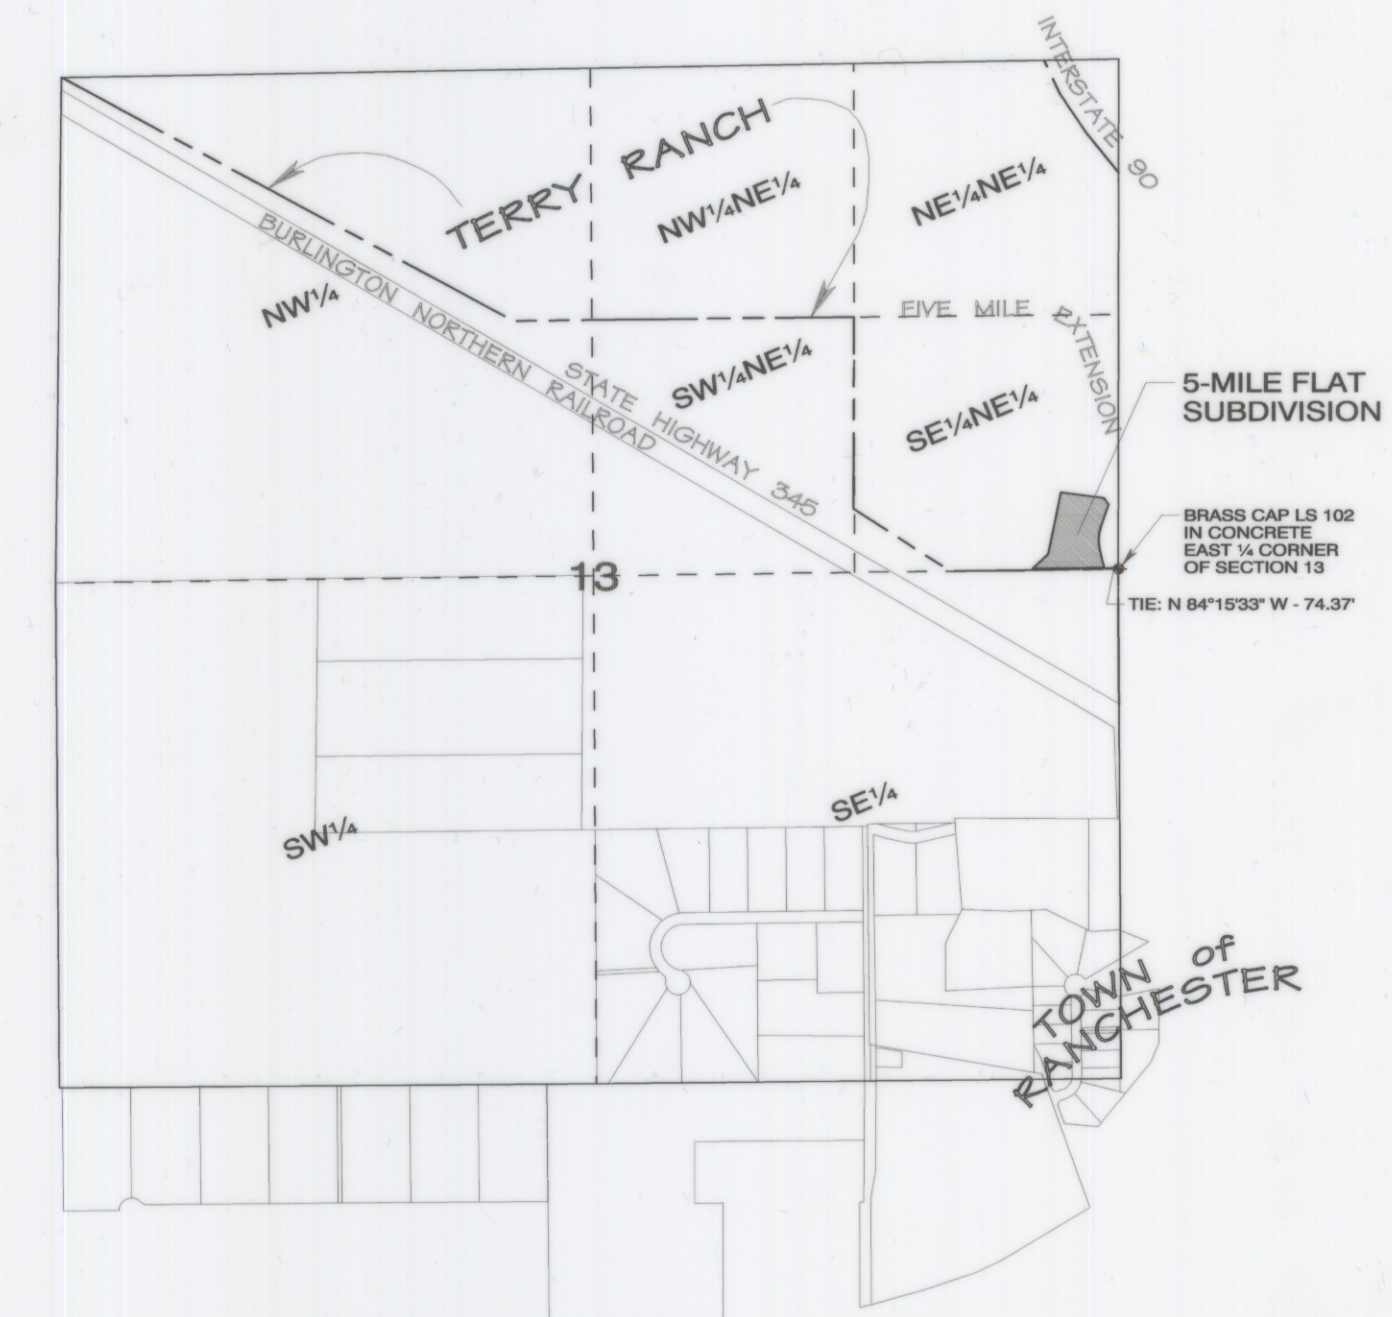 INTERSTATE 90
TERRY RANCH
NW¼NE¼
NE¼NE¼
BURLINGTON NORTHERN RAILROAD
NW¼
FIVE MILE EXTENSION
STATE HIGHWAY 345
SW¼NE¼
SE¼NE¼
5-MILE FLAT
SUBDIVISION
BRASS CAP LS 102
IN CONCRETE
EAST ¼ CORNER
OF SECTION 13
TIE: N 84°15'33" W - 74.37'
13
SW¼
SE¼
TOWN of
RANCHESTER